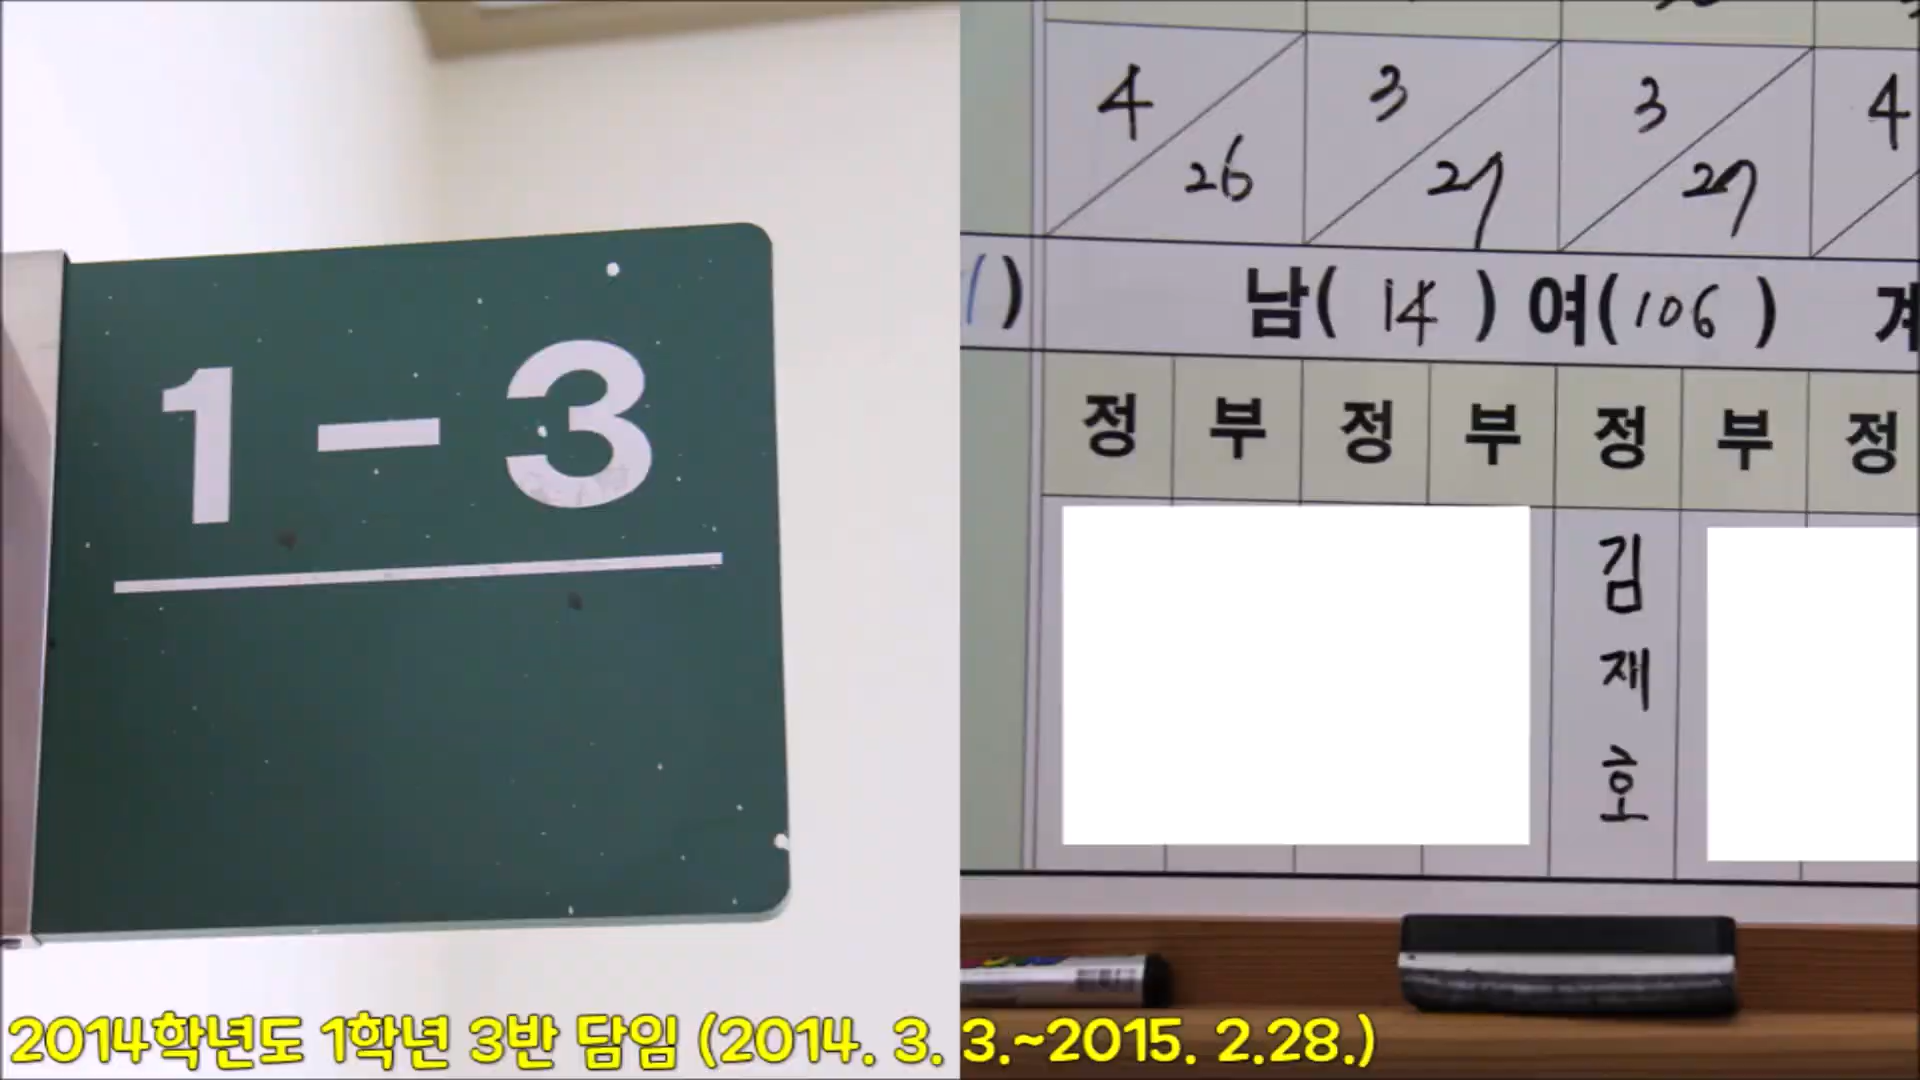 1-3
4 26 3 27 3 27 4
) 남( 14 ) 여( 106 )
정 부 정 부 정 부 정
김
재
호
2014학년도 1학년 3반 담임 (2014. 3. 3.~2015. 2.28.)